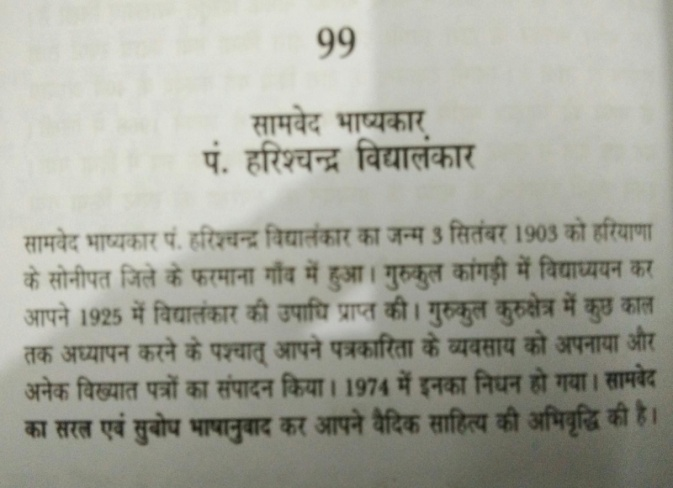 99
सामवेद भाष्यकार
पं. हरिश्चन्द्र विद्यालंकार
सामवेद भाष्यकार पं. हरिश्चन्द्र विद्यालंकार का जन्म 3 सितंबर 1903 को हरियाणा
के सोनीपत जिले के फरमाना गाँव में हुआ। गुरुकुल कांगड़ी में विद्याध्ययन कर
आपने 1925 में विद्यालंकार की उपाधि प्राप्त की। गुरुकुल कुरुक्षेत्र में कुछ काल
तक अध्यापन करने के पश्चात् आपने पत्रकारिता के व्यवसाय को अपनाया और
अनेक विख्यात पत्रों का संपादन किया। 1974 में इनका निधन हो गया। सामवेद
का सरल एवं सुबोध भाषानुवाद कर आपने वैदिक साहित्य की अभिवृद्धि की है।